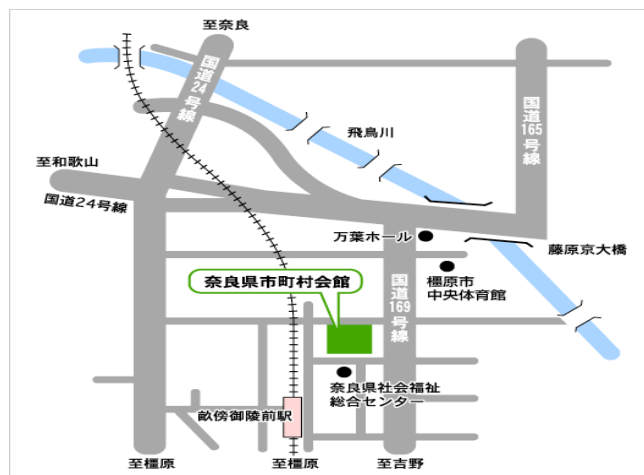 至奈良
国道24号線
国道165号線
飛鳥川
至和歌山
国道24号線
万葉ホール
藤原京大橋
橿原市
中央体育館
奈良県市町村会館
国道169号線
奈良県社会福祉
総合センター
畝傍御陵前駅
至橿原
至橿原
至吉野